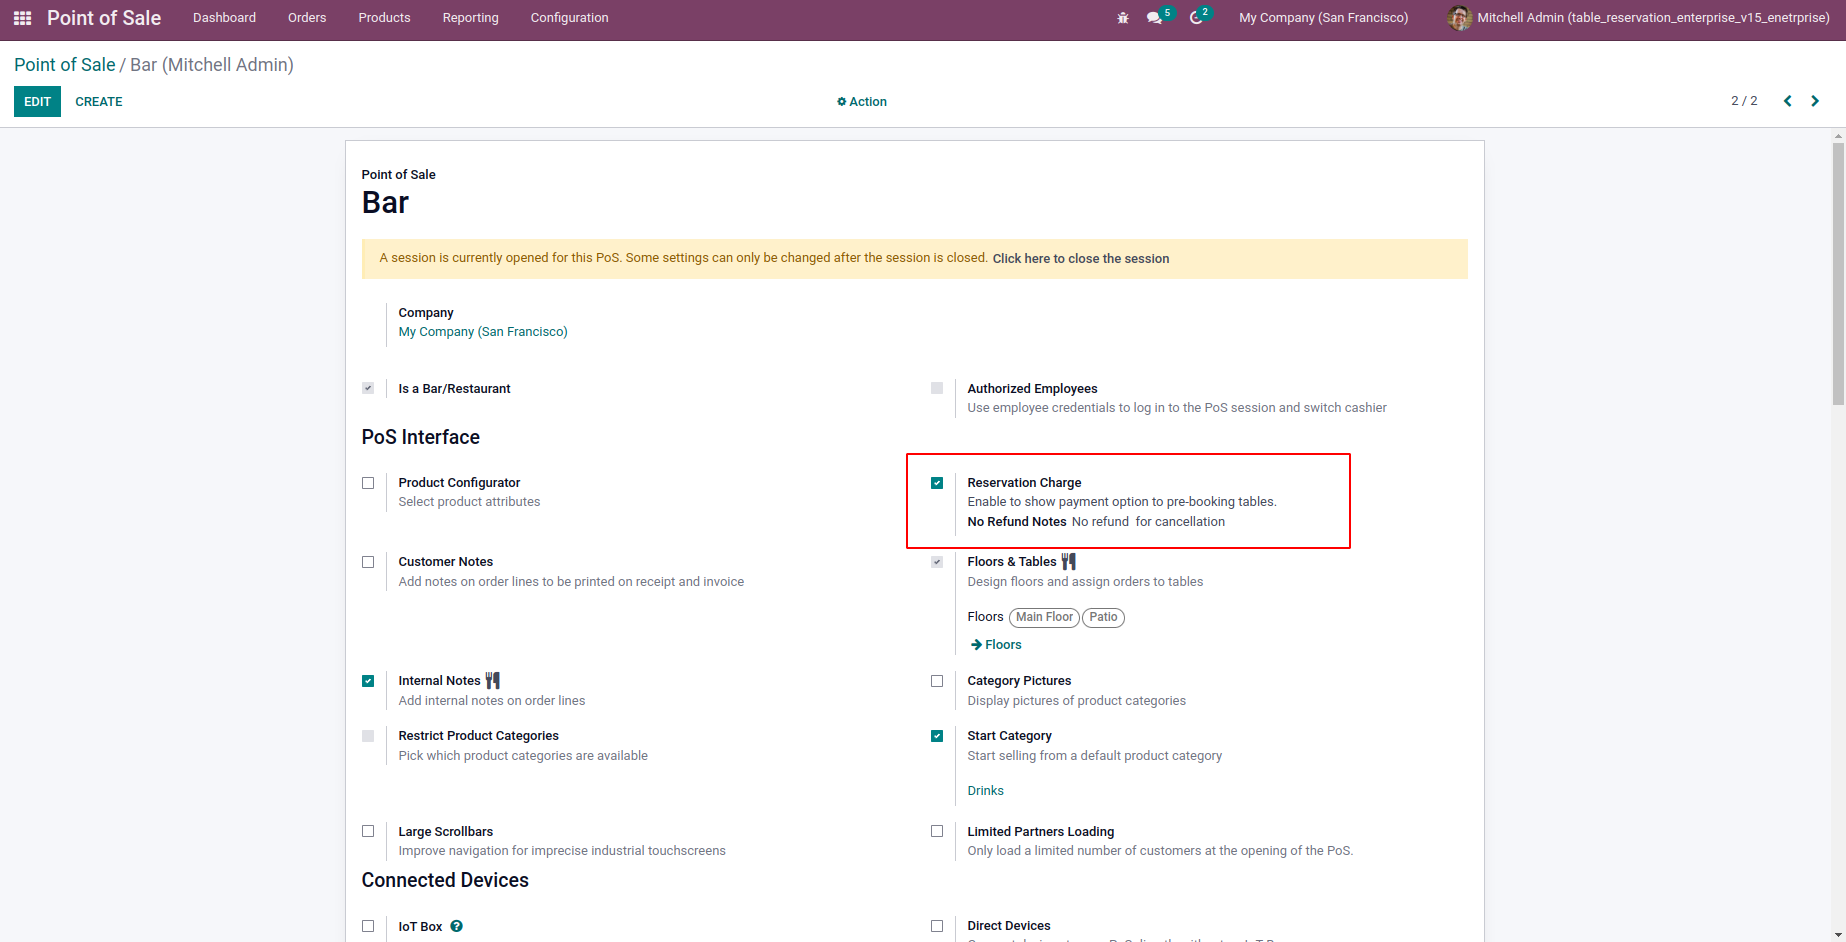 Point of Sale Dashboard Orders Products Reporting Configuration 5 2 My Company (San Francisco) Mitchell Admin (table_reservation_enterprise_v15_enetrprise)
Point of Sale / Bar (Mitchell Admin)
EDIT CREATE Action 2 / 2
Point of Sale
Bar
A session is currently opened for this PoS. Some settings can only be changed after the session is closed. Click here to close the session
Company
My Company (San Francisco)
Is a Bar/Restaurant
Authorized Employees
Use employee credentials to log in to the PoS session and switch cashier
PoS Interface
Product Configurator
Select product attributes
Reservation Charge
Enable to show payment option to pre-booking tables.
No Refund Notes No refund for cancellation
Customer Notes
Add notes on order lines to be printed on receipt and invoice
Floors & Tables
Design floors and assign orders to tables
Floors Main Floor Patio
Floors
Internal Notes
Add internal notes on order lines
Category Pictures
Display pictures of product categories
Restrict Product Categories
Pick which product categories are available
Start Category
Start selling from a default product category
Drinks
Large Scrollbars
Improve navigation for imprecise industrial touchscreens
Limited Partners Loading
Only load a limited number of customers at the opening of the PoS.
Connected Devices
IoT Box ?
Direct Devices